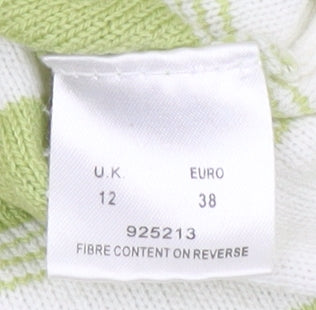 U.K. EURO
12 38
925213
FIBRE CONTENT ON REVERSE